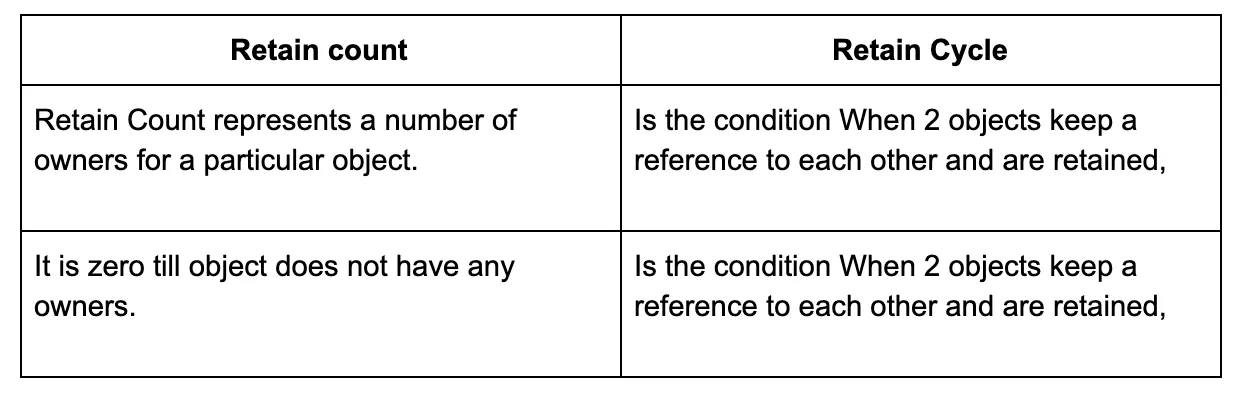 Retain count
Retain Cycle
Retain Count represents a number of
owners for a particular object.
Is the condition When 2 objects keep a
reference to each other and are retained,
It is zero till object does not have any
owners.
Is the condition When 2 objects keep a
reference to each other and are retained,